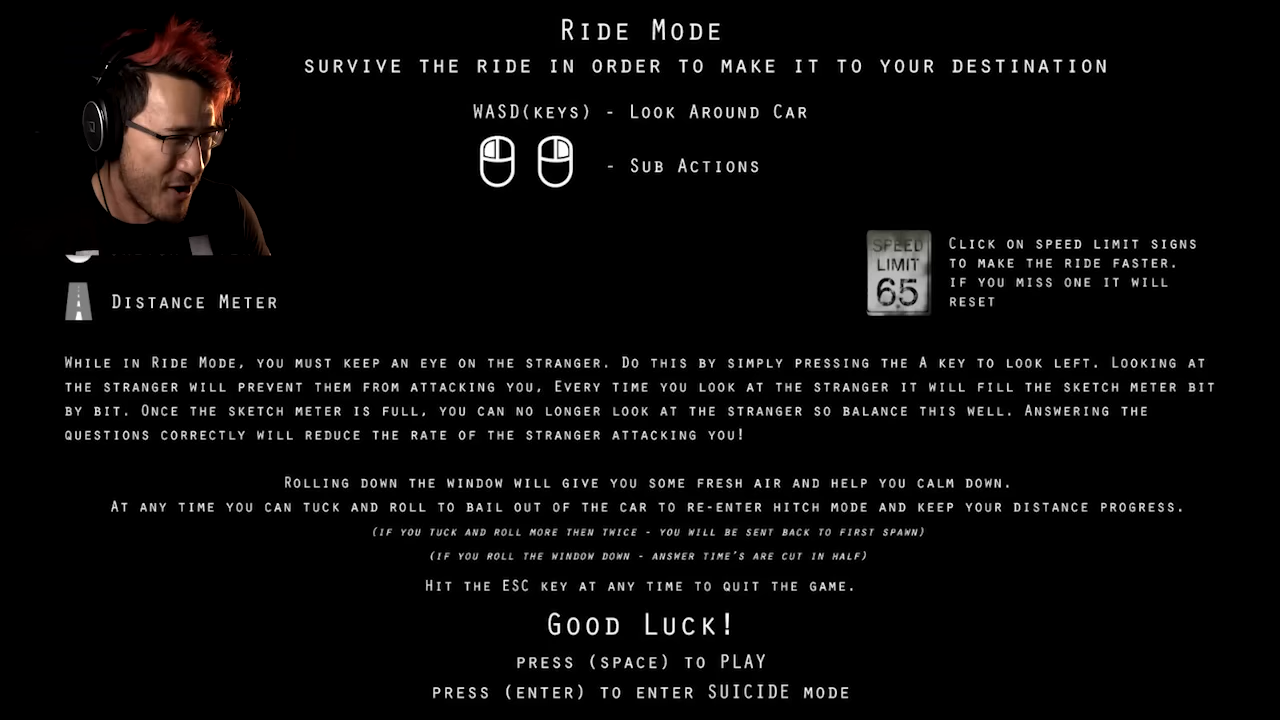 Ride Mode
survive the ride in order to make it to your destination
WASD(keys) - Look Around Car
- Sub Actions
SPEED
LIMIT
65
Click on speed limit signs
to make the ride faster.
if you miss one it will
reset
Distance Meter
While in Ride Mode, you must keep an eye on the stranger. Do this by simply pressing the A key to look left. Looking at
the stranger will prevent them from attacking you, Every time you look at the stranger it will fill the sketch meter bit
by bit. Once the sketch meter is full, you can no longer look at the stranger so balance this well. Answering the
questions correctly will reduce the rate of the stranger attacking you!
Rolling down the window will give you some fresh air and help you calm down.
At any time you can tuck and roll to bail out of the car to re-enter hitch mode and keep your distance progress.
(if you tuck and roll more then twice - you will be sent back to first spawn)
(if you roll the window down - answer time's are cut in half)
Hit the ESC key at any time to quit the game.
Good Luck!
press (space) to PLAY
press (enter) to enter SUICIDE mode